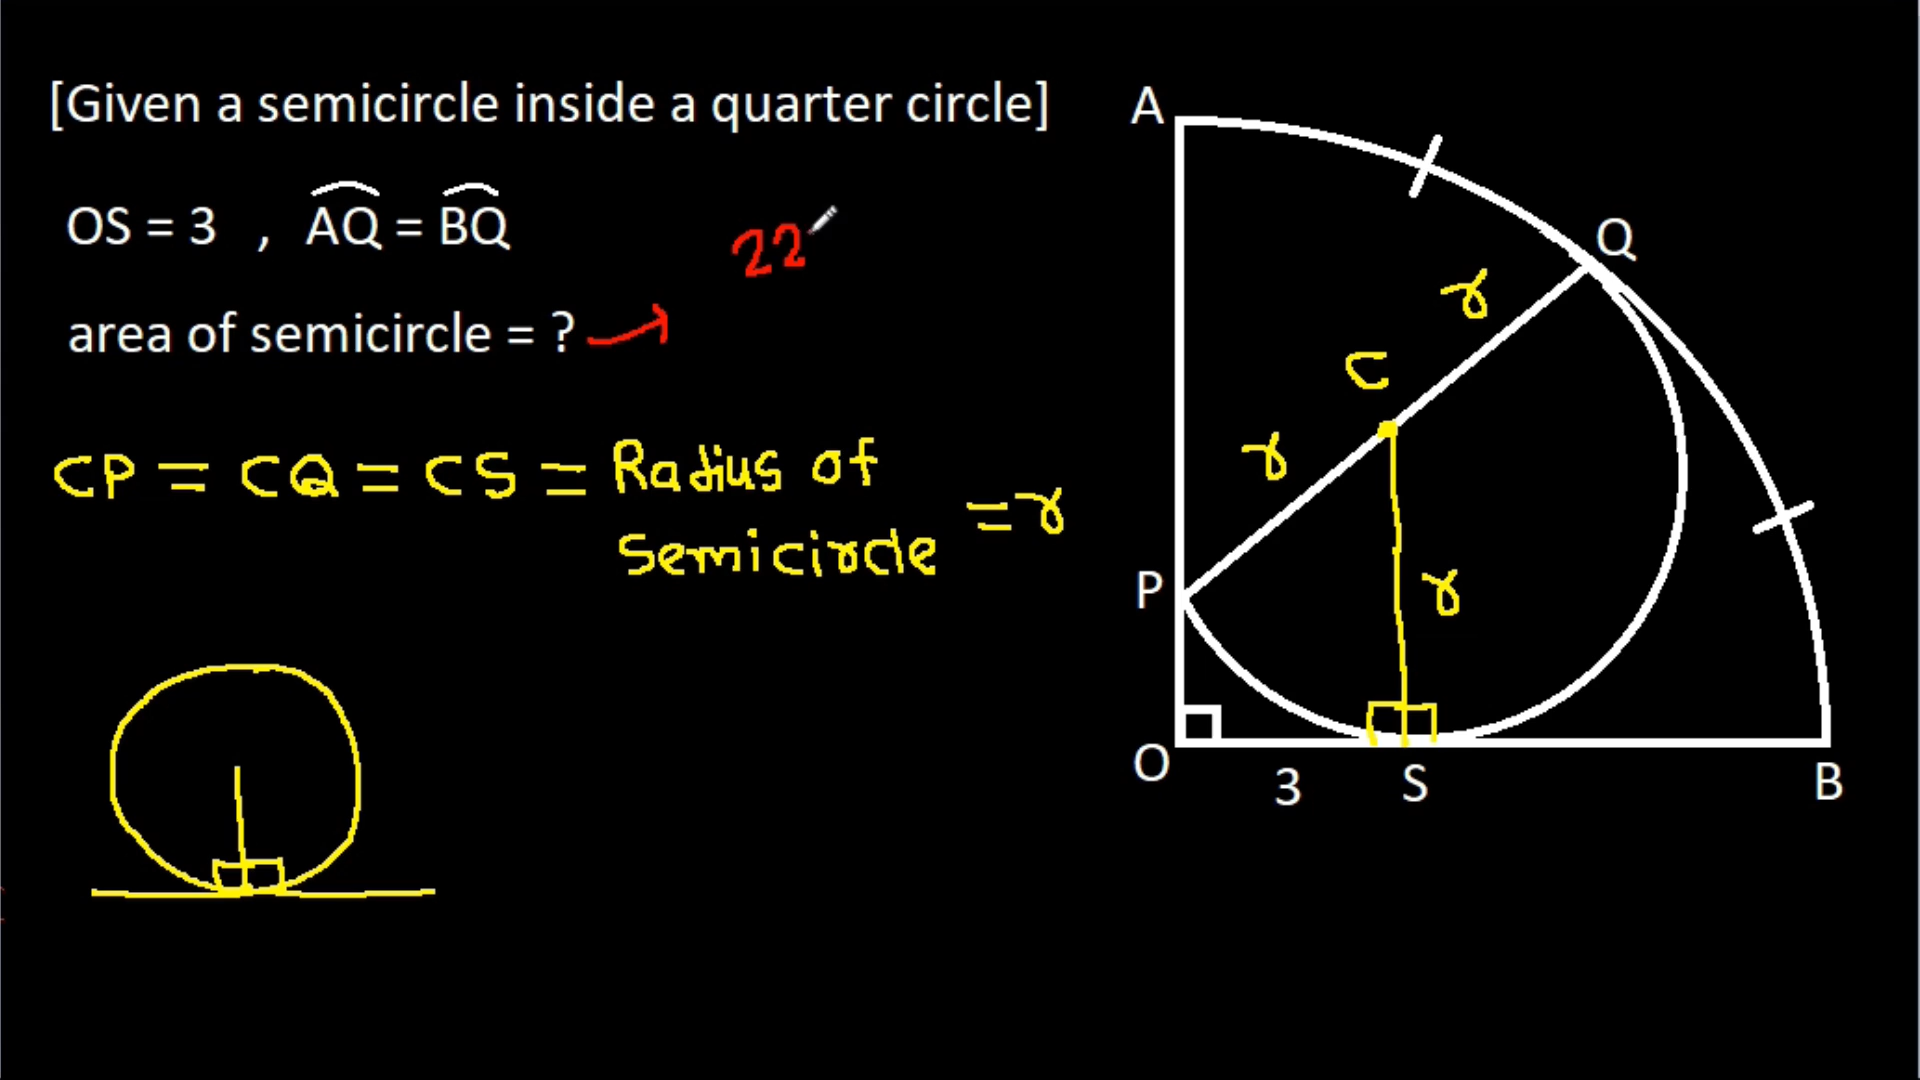 [Given a semicircle inside a quarter circle]
OS = 3 , AQ = BQ
22
area of semicircle = ?
CP = CQ = CS = Radius of
Semicircle
= r
A
Q
r
C
r
P
r
O
3
S
B